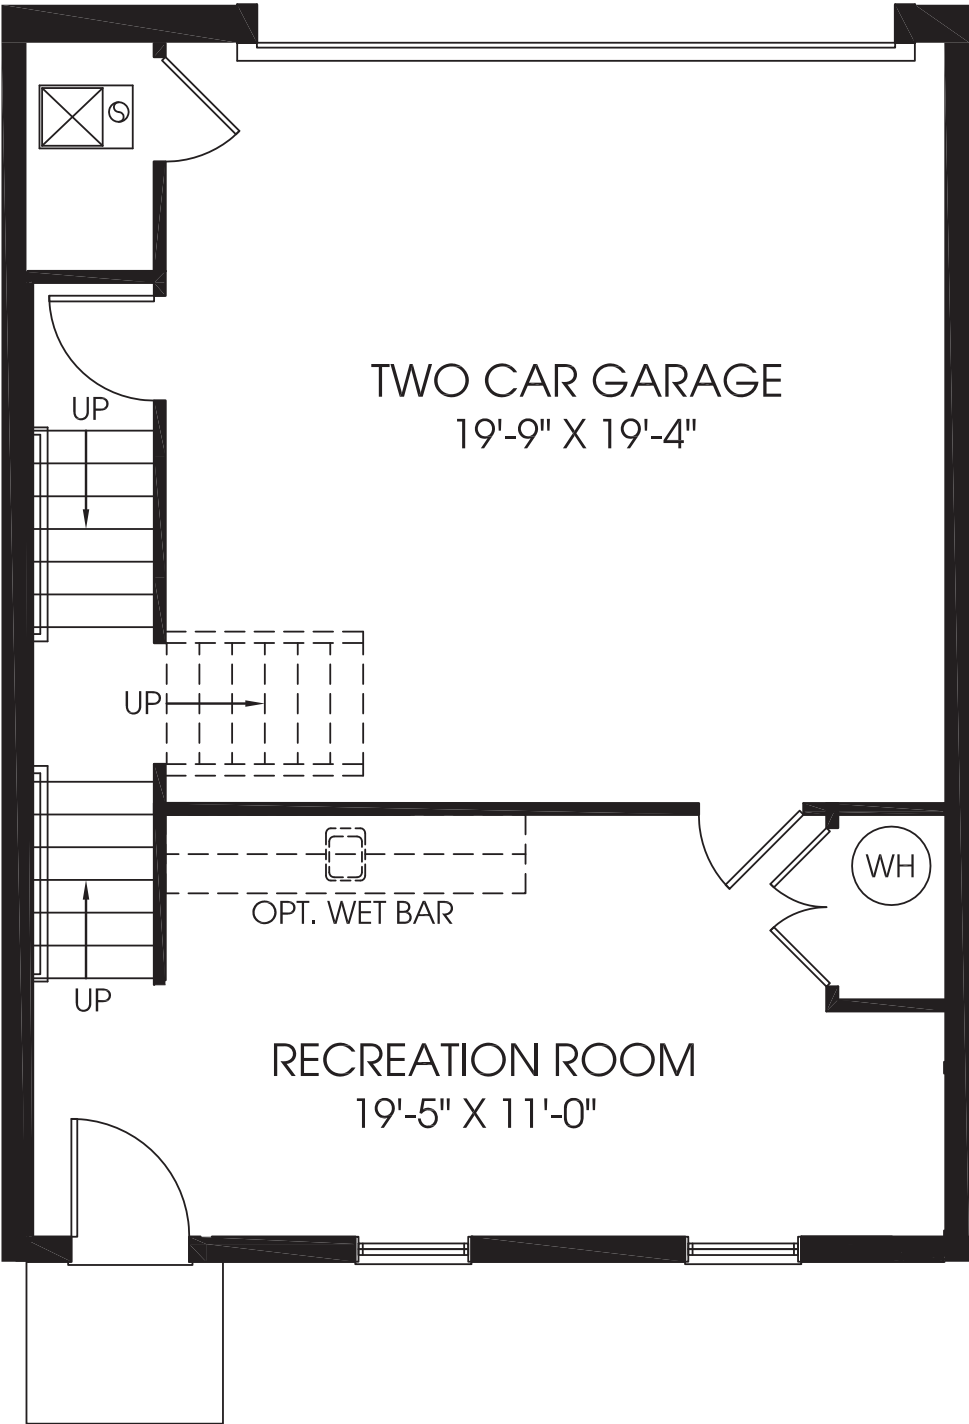 TWO CAR GARAGE
19'-9" X 19'-4"
UP
UP
WH
OPT. WET BAR
UP
RECREATION ROOM
19'-5" X 11'-0"